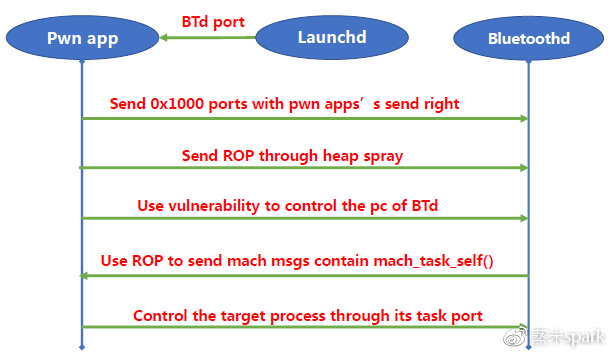 BTd port
Pwn app
Launchd
Bluetoothd
Send 0x1000 ports with pwn apps’s send right
Send ROP through heap spray
Use vulnerability to control the pc of BTd
Use ROP to send mach msgs contain mach_task_self()
Control the target process through its task port
蒸米spark